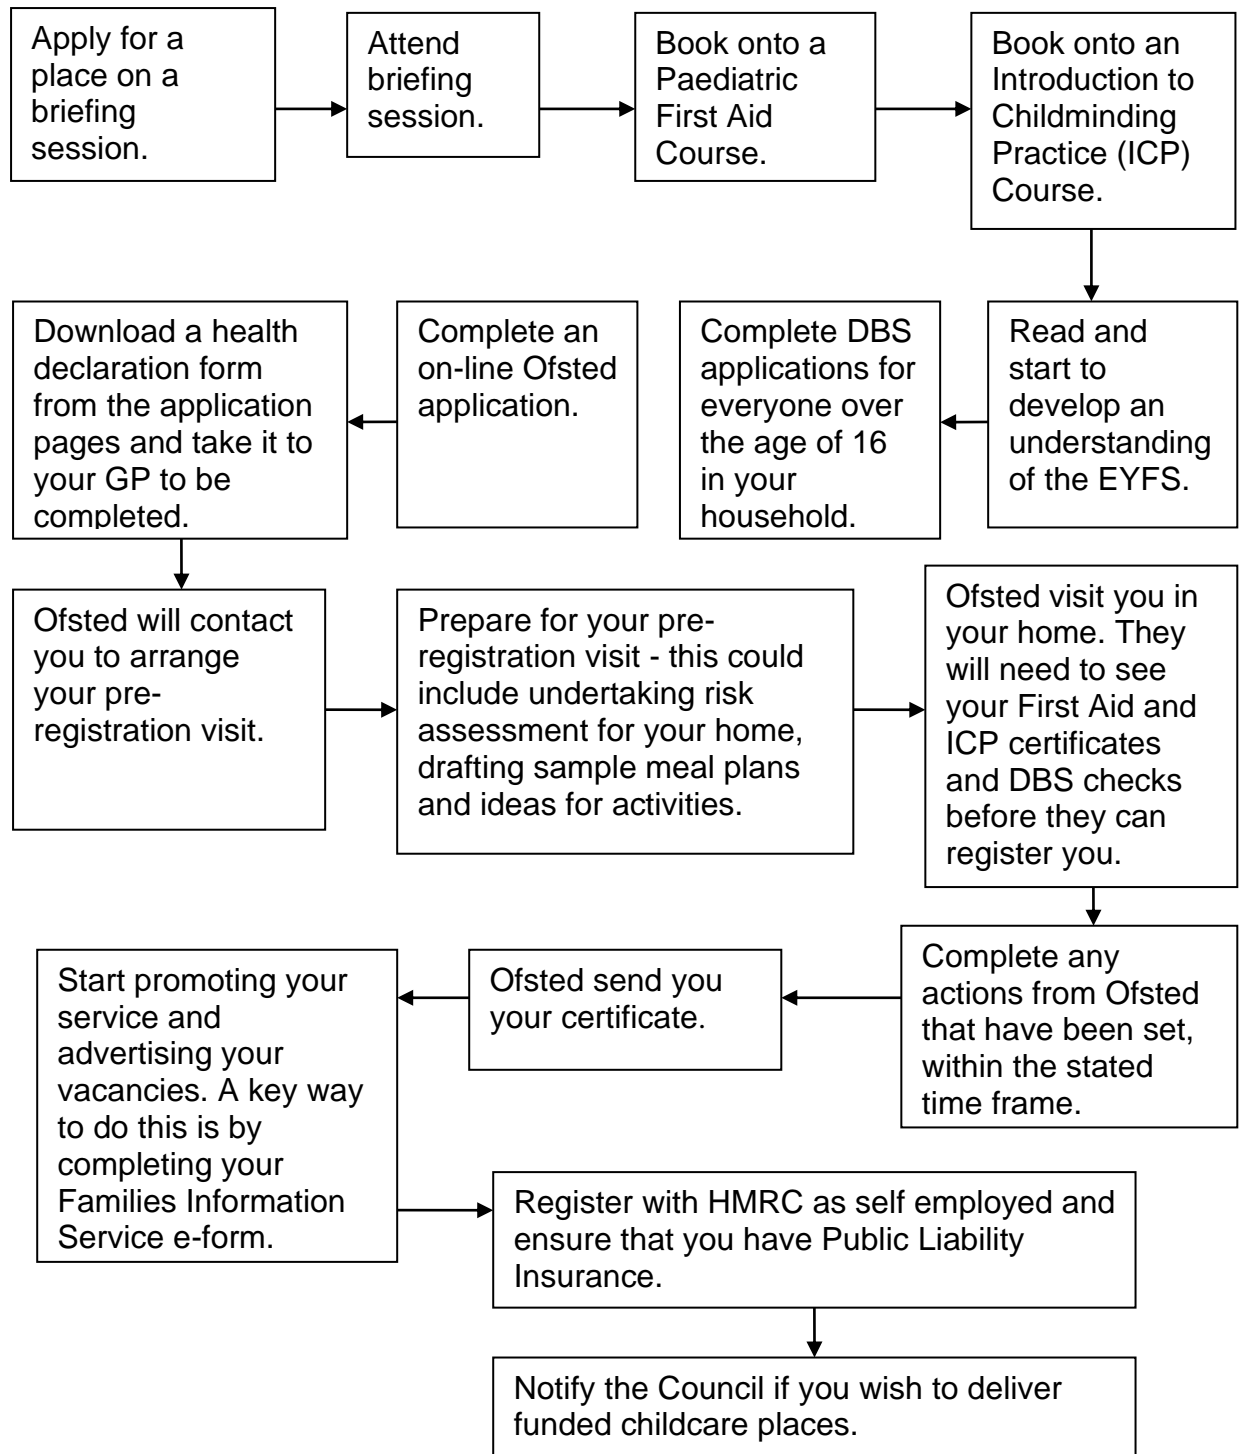 Apply for a
place on a
briefing
session.
Attend
briefing
session.
Book onto a
Paediatric
First Aid
Course.
Book onto an
Introduction to
Childminding
Practice (ICP)
Course.
Read and
start to
develop an
understanding
of the EYFS.
Complete DBS
applications for
everyone over
the age of 16
in your
household.
Complete an
on-line Ofsted
application.
Download a health
declaration form
from the application
pages and take it to
your GP to be
completed.
Ofsted will contact
you to arrange
your pre-
registration visit.
Prepare for your pre-
registration visit - this could
include undertaking risk
assessment for your home,
drafting sample meal plans
and ideas for activities.
Ofsted visit you in
your home. They
will need to see
your First Aid and
ICP certificates
and DBS checks
before they can
register you.
Complete any
actions from Ofsted
that have been set,
within the stated
time frame.
Ofsted send you
your certificate.
Start promoting your
service and
advertising your
vacancies. A key way
to do this is by
completing your
Families Information
Service e-form.
Register with HMRC as self employed and
ensure that you have Public Liability
Insurance.
Notify the Council if you wish to deliver
funded childcare places.